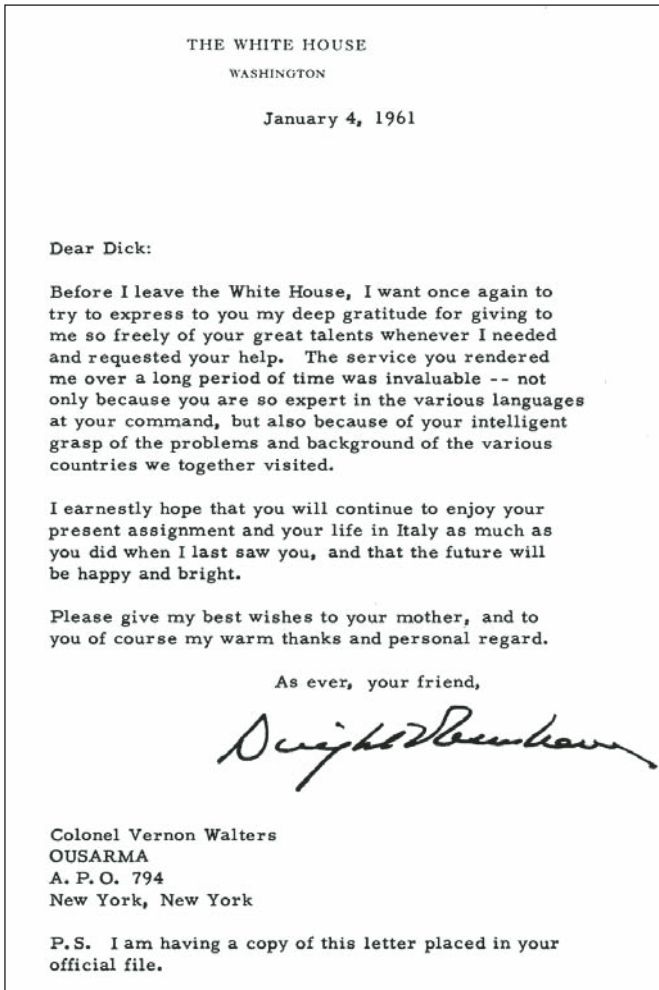 THE WHITE HOUSE
WASHINGTON
January 4, 1961
Dear Dick:
Before I leave the White House, I want once again to
try to express to you my deep gratitude for giving to
me so freely of your great talents whenever I needed
and requested your help. The service you rendered
me over a long period of time was invaluable -- not
only because you are so expert in the various languages
at your command, but also because of your intelligent
grasp of the problems and background of the various
countries we together visited.
I earnestly hope that you will continue to enjoy your
present assignment and your life in Italy as much as
you did when I last saw you, and that the future will
be happy and bright.
Please give my best wishes to your mother, and to
you of course my warm thanks and personal regard.
As ever, your friend,
Dwight D Eisenhower
Colonel Vernon Walters
OUSARMA
A. P. O. 794
New York, New York
P.S. I am having a copy of this letter placed in your
official file.